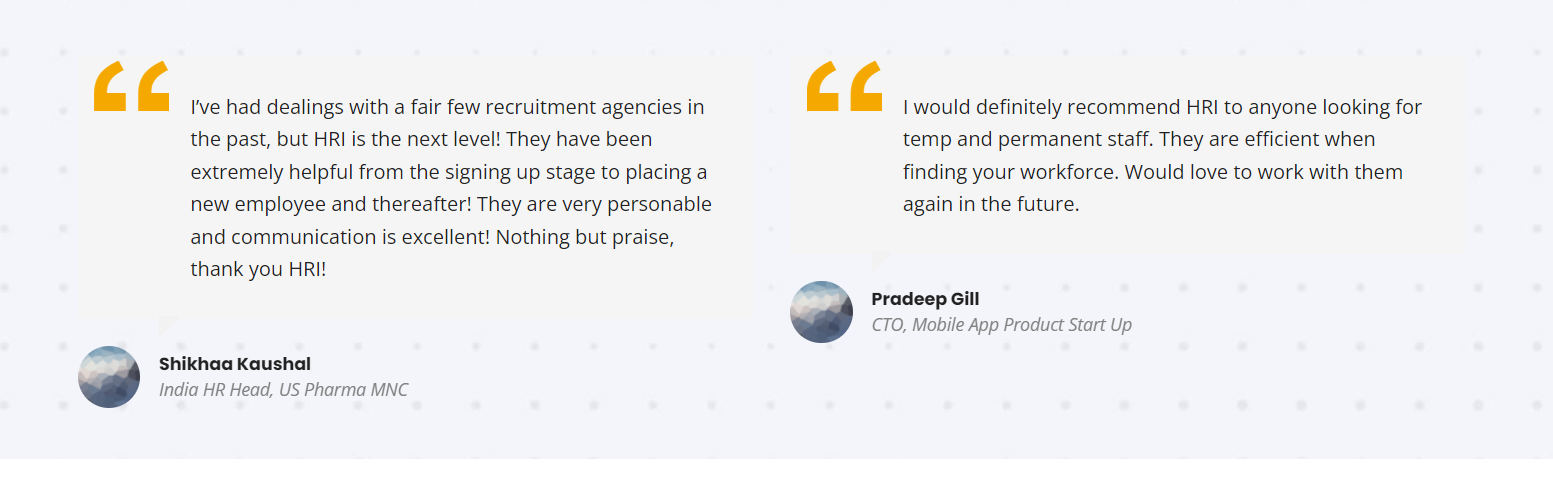 I’ve had dealings with a fair few recruitment agencies in
the past, but HRI is the next level! They have been
extremely helpful from the signing up stage to placing a
new employee and thereafter! They are very personable
and communication is excellent! Nothing but praise,
thank you HRI!
Shikhaa Kaushal
India HR Head, US Pharma MNC
I would definitely recommend HRI to anyone looking for
temp and permanent staff. They are efficient when
finding your workforce. Would love to work with them
again in the future.
Pradeep Gill
CTO, Mobile App Product Start Up